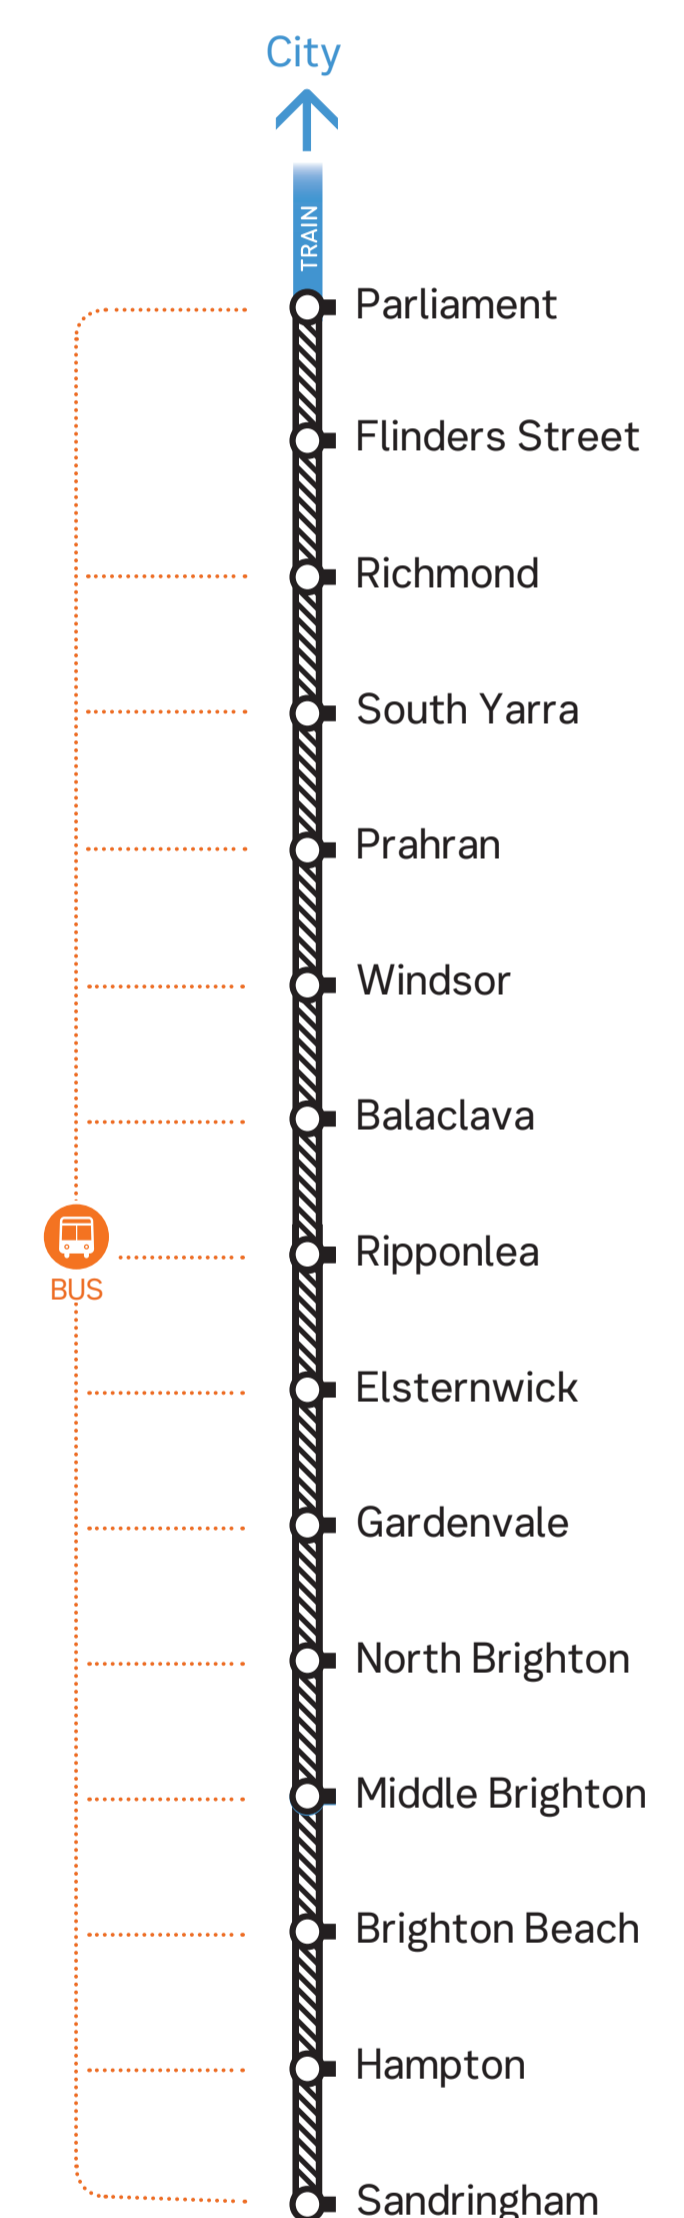 City
TRAIN
Parliament
Flinders Street
Richmond
South Yarra
Prahran
Windsor
Balaclava
Ripponlea
BUS
Elsternwick
Gardenvale
North Brighton
Middle Brighton
Brighton Beach
Hampton
Sandringham